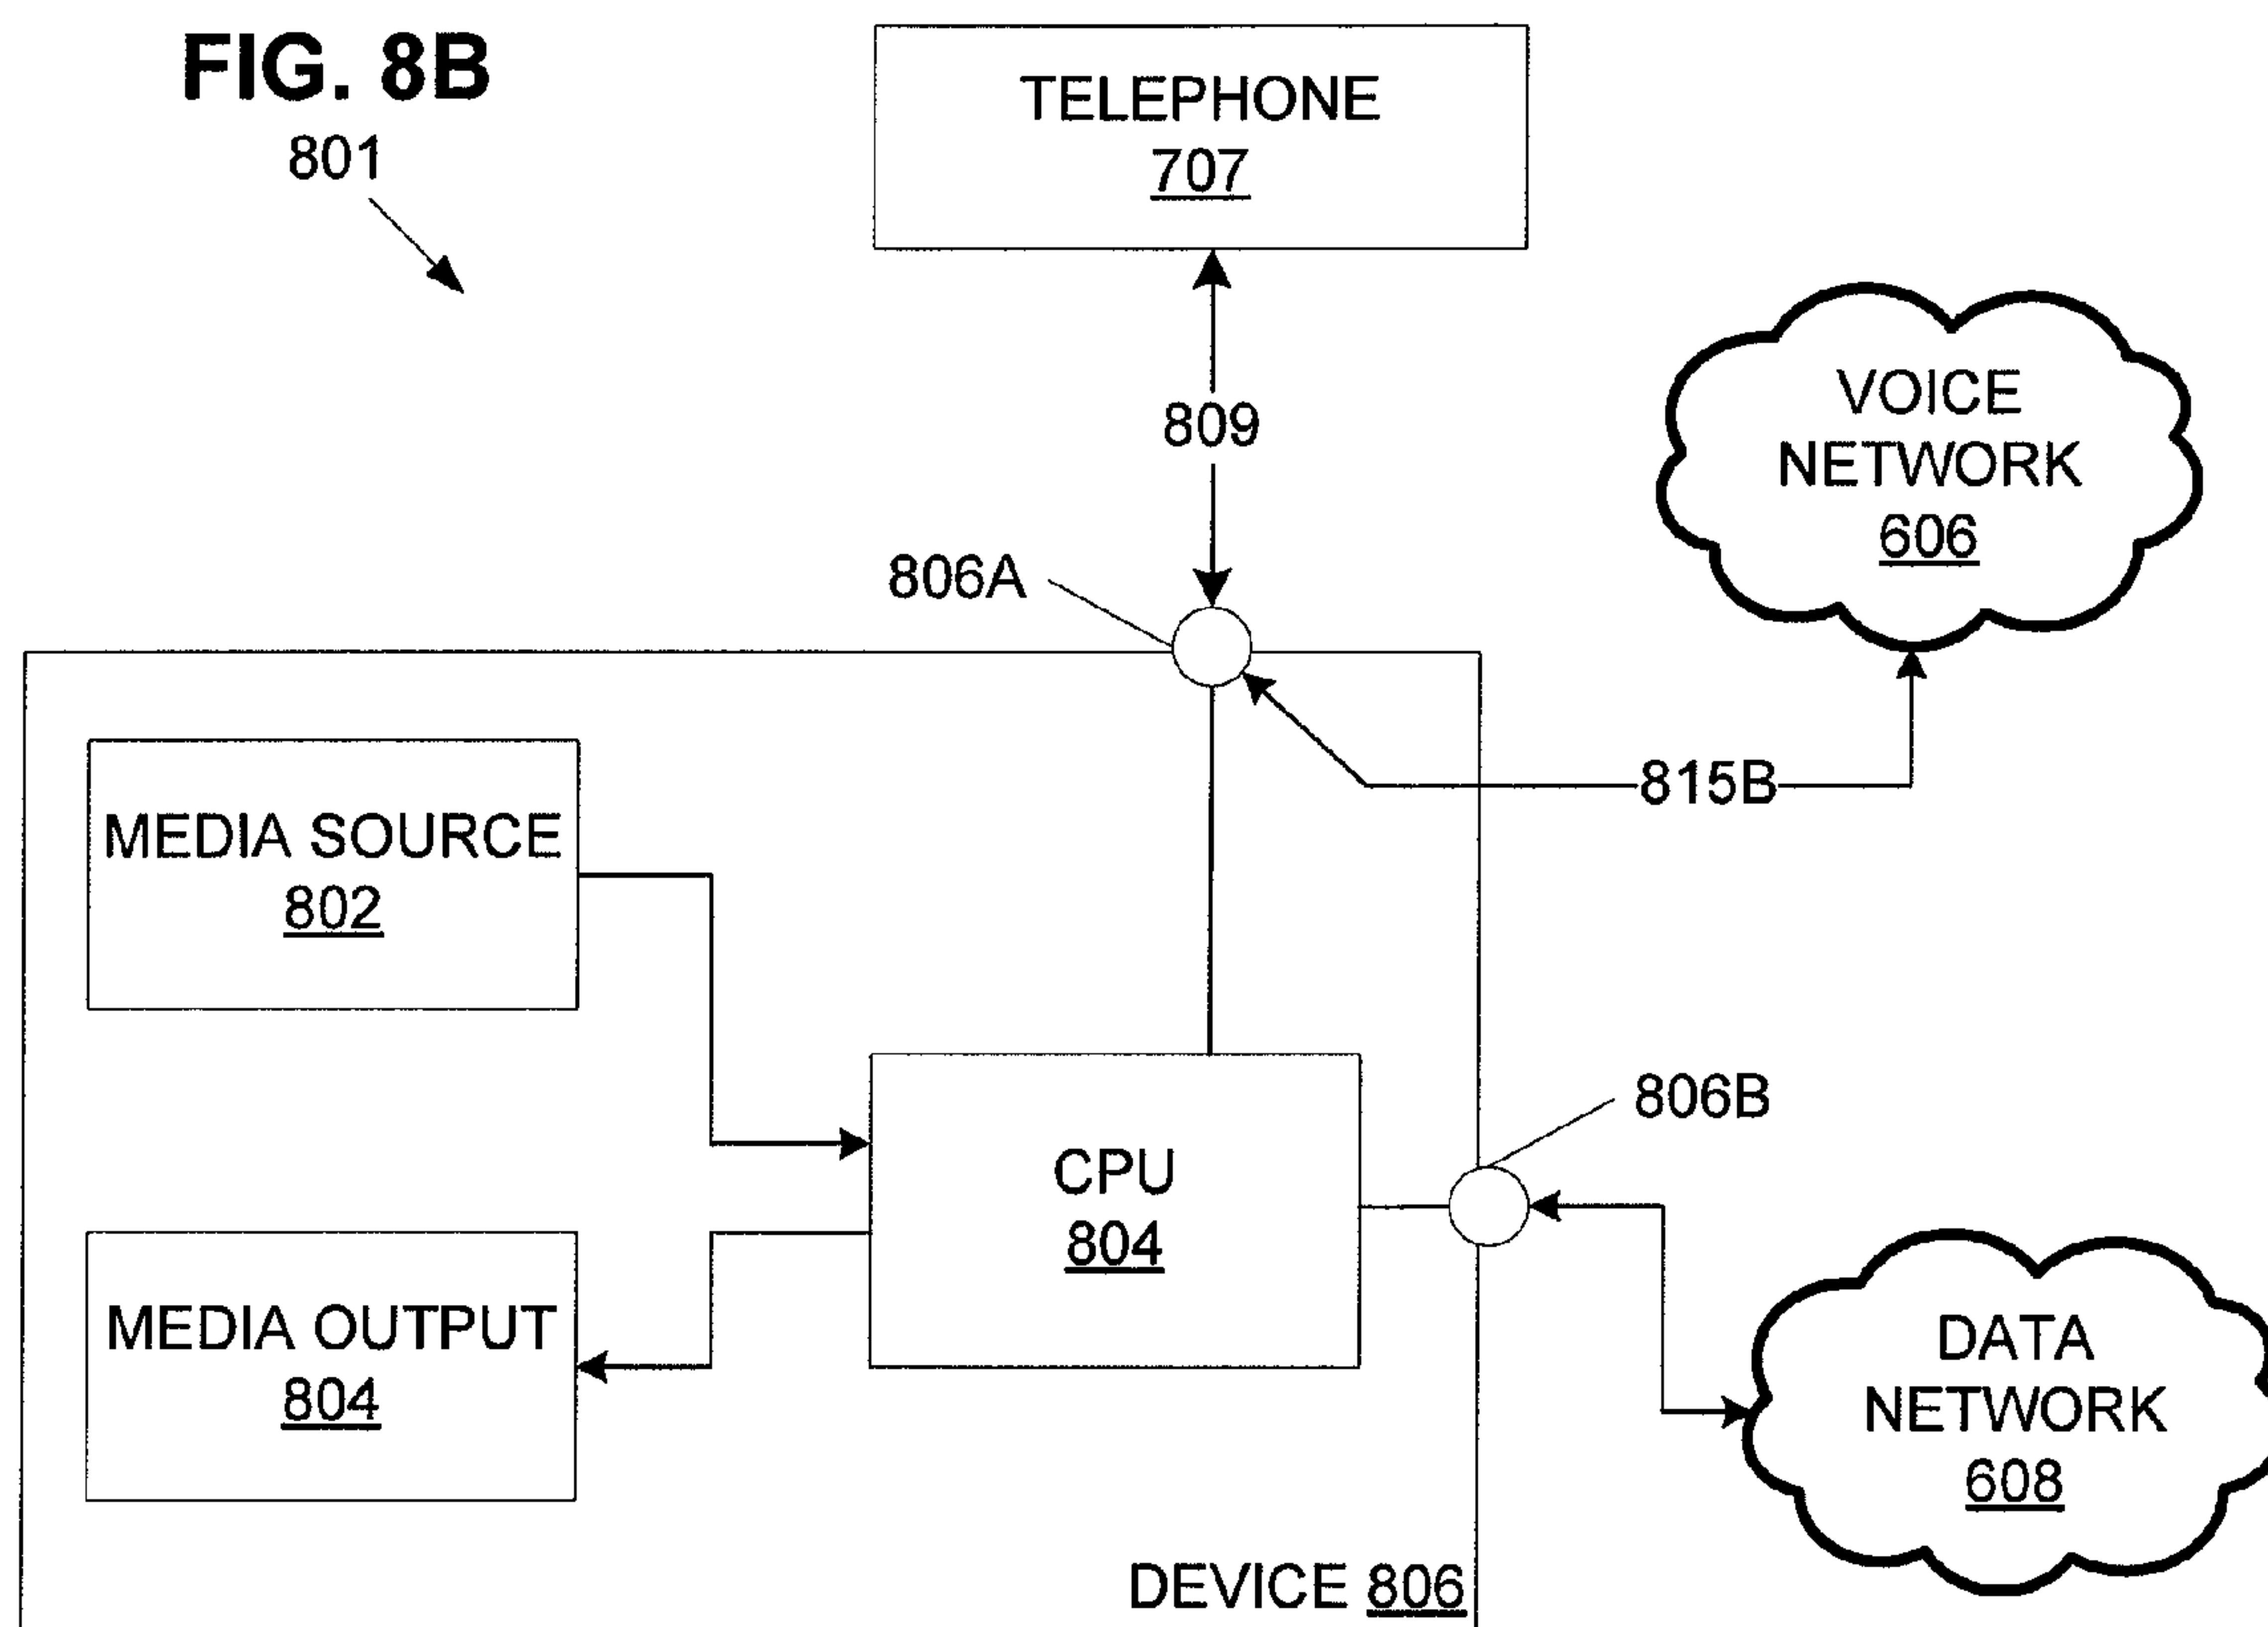 FIG. 8B
801
TELEPHONE
707
809
VOICE
NETWORK
606
806A
815B
MEDIA SOURCE
802
CPU
804
806B
MEDIA OUTPUT
804
DATA
NETWORK
608
DEVICE 806